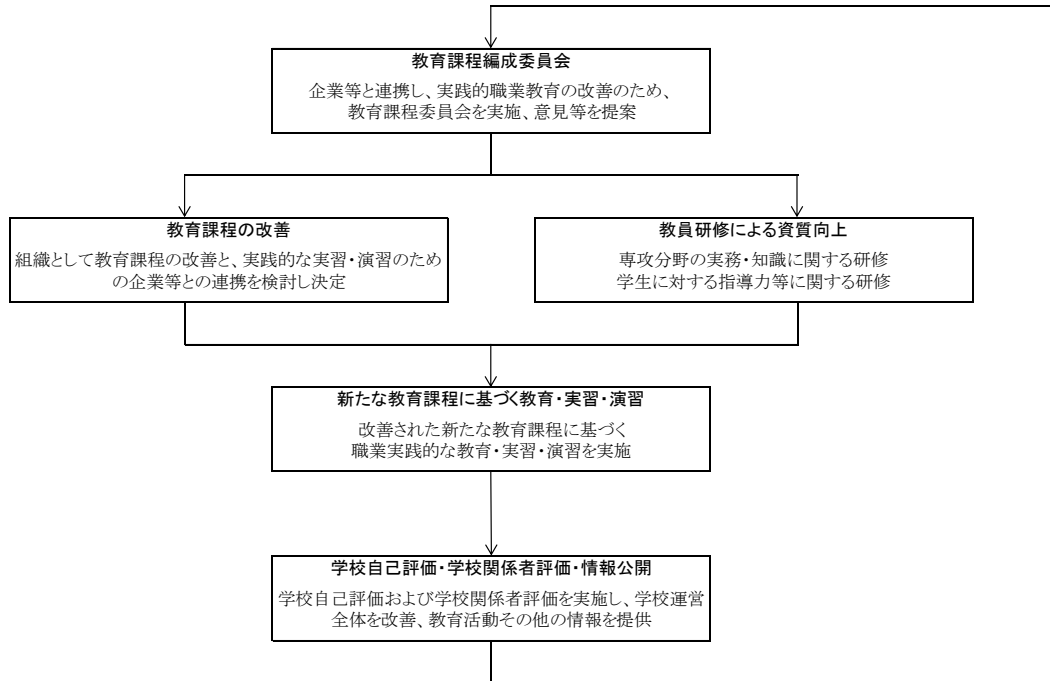 教育課程編成委員会
企業等と連携し、実践的職業教育の改善のため、
教育課程委員会を実施、意見等を提案
教育課程の改善
組織として教育課程の改善と、実践的な実習・演習のため
の企業等との連携を検討し決定
教員研修による資質向上
専攻分野の実務・知識に関する研修
学生に対する指導力等に関する研修
新たな教育課程に基づく教育・実習・演習
改善された新たな教育課程に基づく
職業実践的な教育・実習・演習を実施
学校自己評価・学校関係者評価・情報公開
学校自己評価および学校関係者評価を実施し、学校運営
全体を改善、教育活動その他の情報を提供